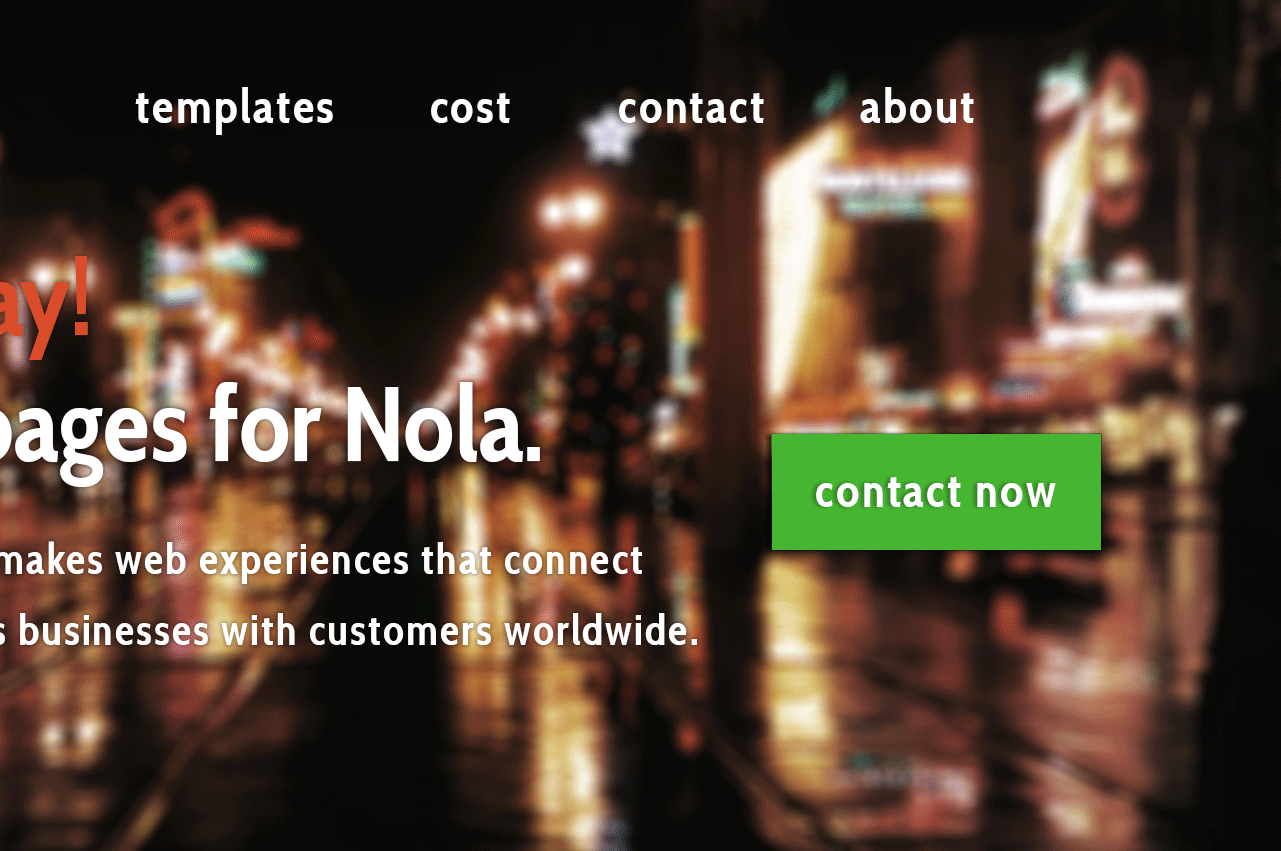 templates cost contact about
ay!
pages for Nola.
contact now
makes web experiences that connect
s businesses with customers worldwide.